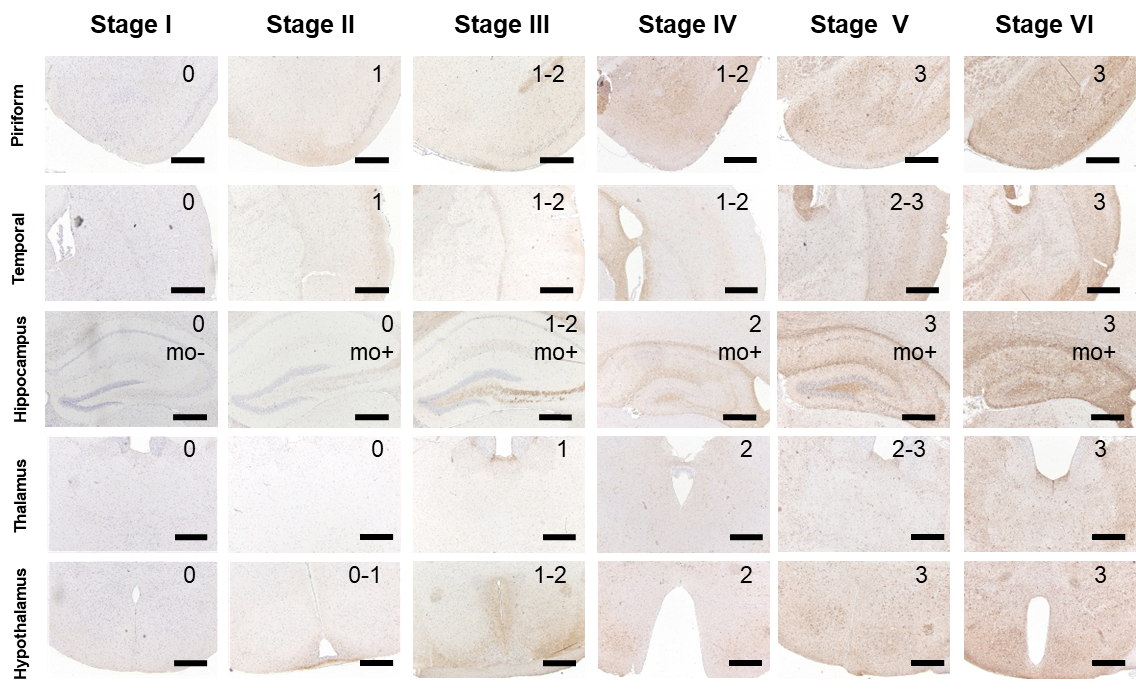 Stage I Stage II Stage III Stage IV Stage V Stage VI
Piriform 0 1 1-2 1-2 3 3
Temporal 0 1 1-2 1-2 2-3 3
Hippocampus 0 0 1-2 2 3 3
mo- mo+ mo+ mo+ mo+ mo+
Thalamus 0 0 1 2 2-3 3
Hypothalamus 0 0-1 1-2 2 3 3